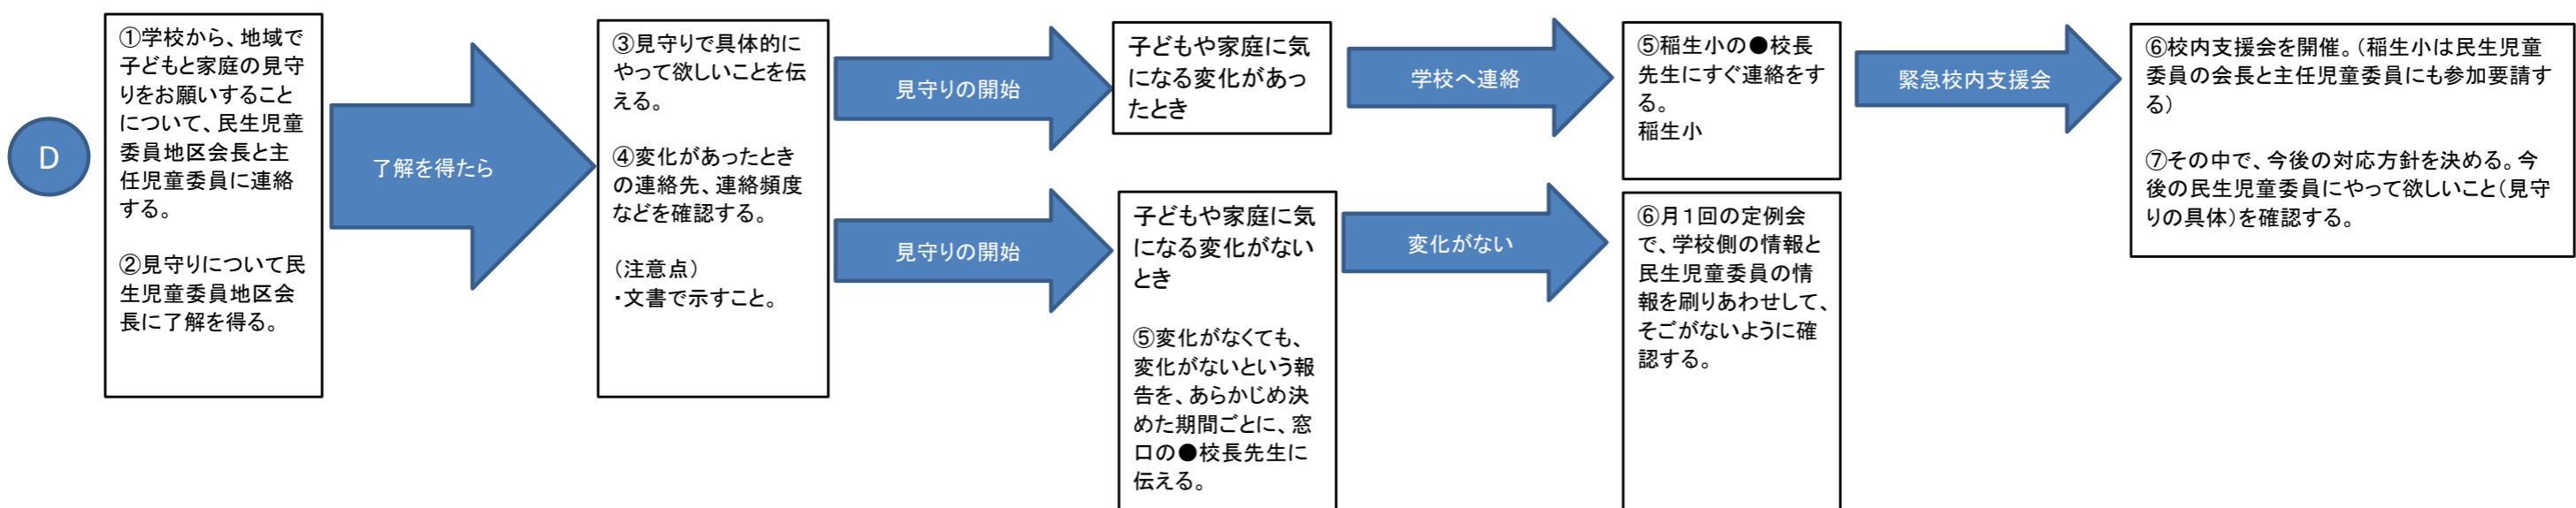 D
①学校から、地域で
子どもと家庭の見守
りをお願いすること
について、民生児童
委員地区会長と主
任児童委員に連絡
する。
②見守りについて民
生児童委員地区会
長に了解を得る。
了解を得たら
③見守りで具体的に
やって欲しいことを伝
える。
④変化があったとき
の連絡先、連絡頻度
などを確認する。
（注意点）
・文書で示すこと。
見守りの開始
子どもや家庭に気
になる変化があっ
たとき
学校へ連絡
⑤稲生小の●校長
先生にすぐ連絡をす
る。
稲生小
緊急校内支援会
⑥校内支援会を開催。（稲生小は民生児童
委員の会長と主任児童委員にも参加要請す
る）
⑦その中で、今後の対応方針を決める。今
後の民生児童委員にやって欲しいこと（見守
りの具体）を確認する。
見守りの開始
子どもや家庭に気
になる変化がない
とき
⑤変化がなくても、
変化がないという報
告を、あらかじめ決
めた期間ごとに、窓
口の●校長先生に
伝える。
変化がない
⑥月１回の定例会
で、学校側の情報と
民生児童委員の情
報を刷りあわせして、
そごがないように確
認する。